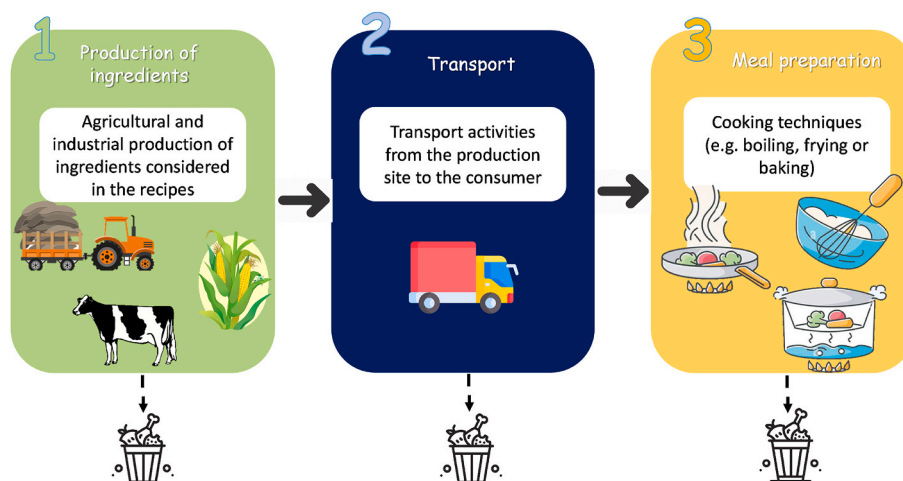 1
Production of
ingredients
Agricultural and
industrial production of
ingredients considered
in the recipes
2
Transport
Transport activities
from the production
site to the consumer
3
Meal preparation
Cooking techniques
(e.g. boiling, frying or
baking)